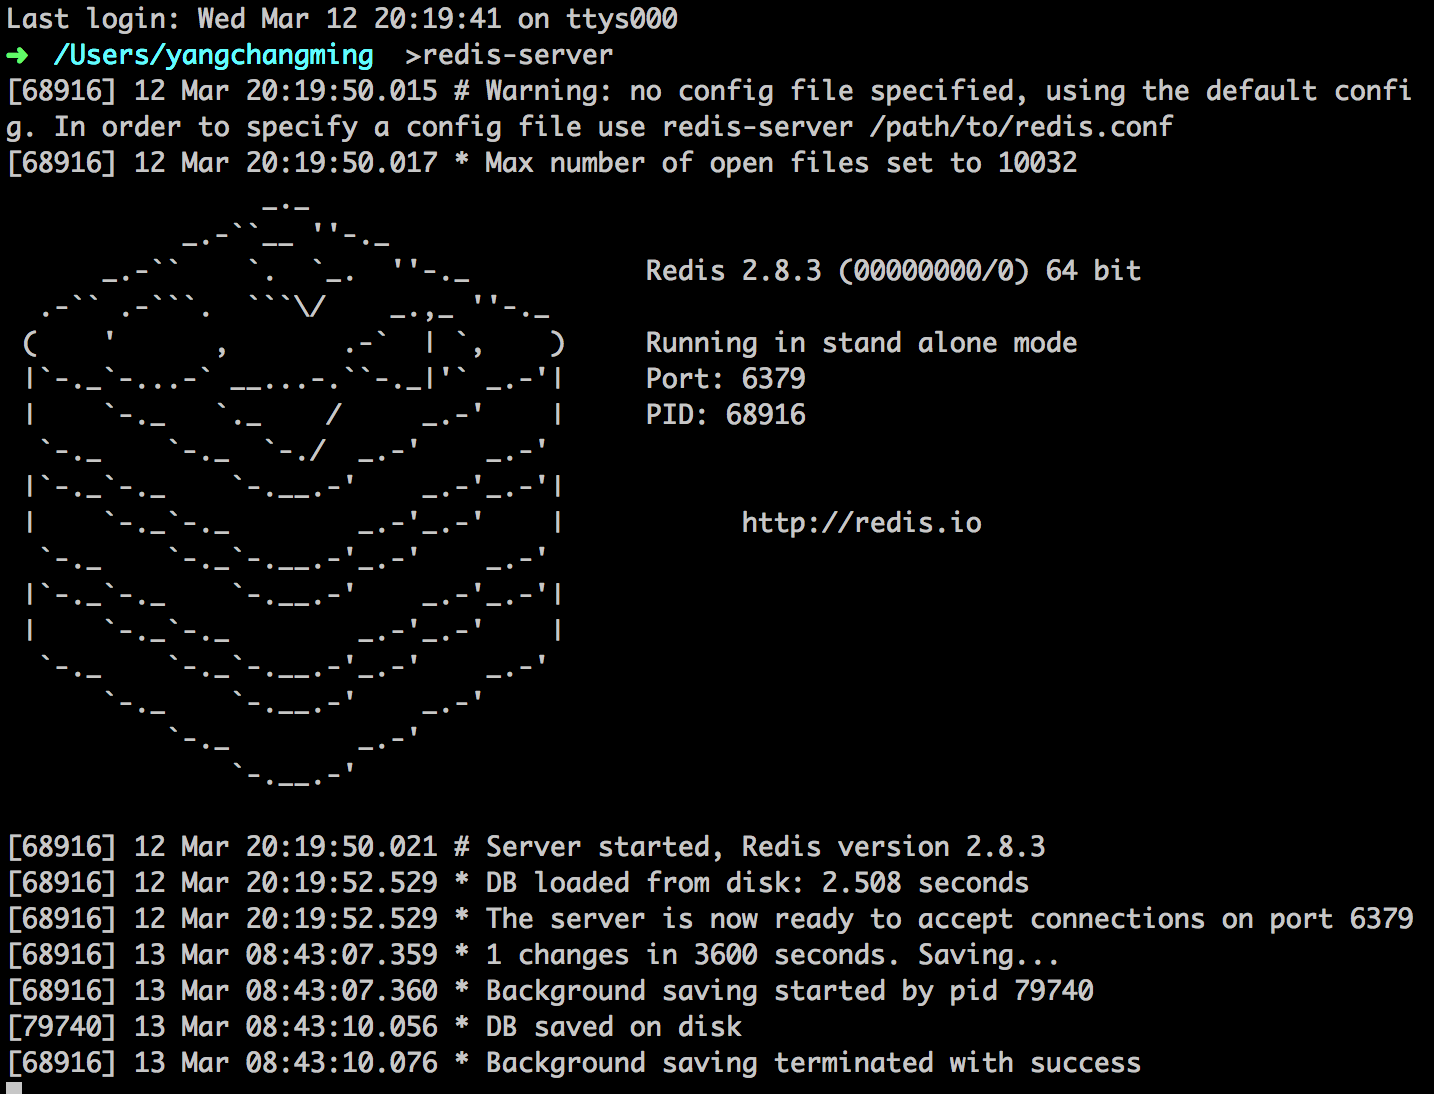 Last login: Wed Mar 12 20:19:41 on ttys000
➜  /Users/yangchangming  >redis-server
[68916] 12 Mar 20:19:50.015 # Warning: no config file specified, using the default confi
g. In order to specify a config file use redis-server /path/to/redis.conf
[68916] 12 Mar 20:19:50.017 * Max number of open files set to 10032
                _._
           _.-``__ ''-._
      _.-``    `.  `_.  ''-._           Redis 2.8.3 (00000000/0) 64 bit
  .-`` .-```.  ```\/    _.,_ ''-._
 (    '      ,       .-`  | `,    )     Running in stand alone mode
 |`-._`-...-` __...-.``-._|'` _.-'|     Port: 6379
 |    `-._   `._    /     _.-'    |     PID: 68916
  `-._    `-._  `-./  _.-'    _.-'
 |`-._`-._    `-.__.-'    _.-'_.-'|
 |    `-._`-._        _.-'_.-'    |           http://redis.io
  `-._    `-._`-.__.-'_.-'    _.-'
 |`-._`-._    `-.__.-'    _.-'_.-'|
 |    `-._`-._        _.-'_.-'    |
  `-._    `-._`-.__.-'_.-'    _.-'
      `-._    `-.__.-'    _.-'
          `-._        _.-'
              `-.__.-'
[68916] 12 Mar 20:19:50.021 # Server started, Redis version 2.8.3
[68916] 12 Mar 20:19:52.529 * DB loaded from disk: 2.508 seconds
[68916] 12 Mar 20:19:52.529 * The server is now ready to accept connections on port 6379
[68916] 13 Mar 08:43:07.359 * 1 changes in 3600 seconds. Saving...
[68916] 13 Mar 08:43:07.360 * Background saving started by pid 79740
[79740] 13 Mar 08:43:10.056 * DB saved on disk
[68916] 13 Mar 08:43:10.076 * Background saving terminated with success